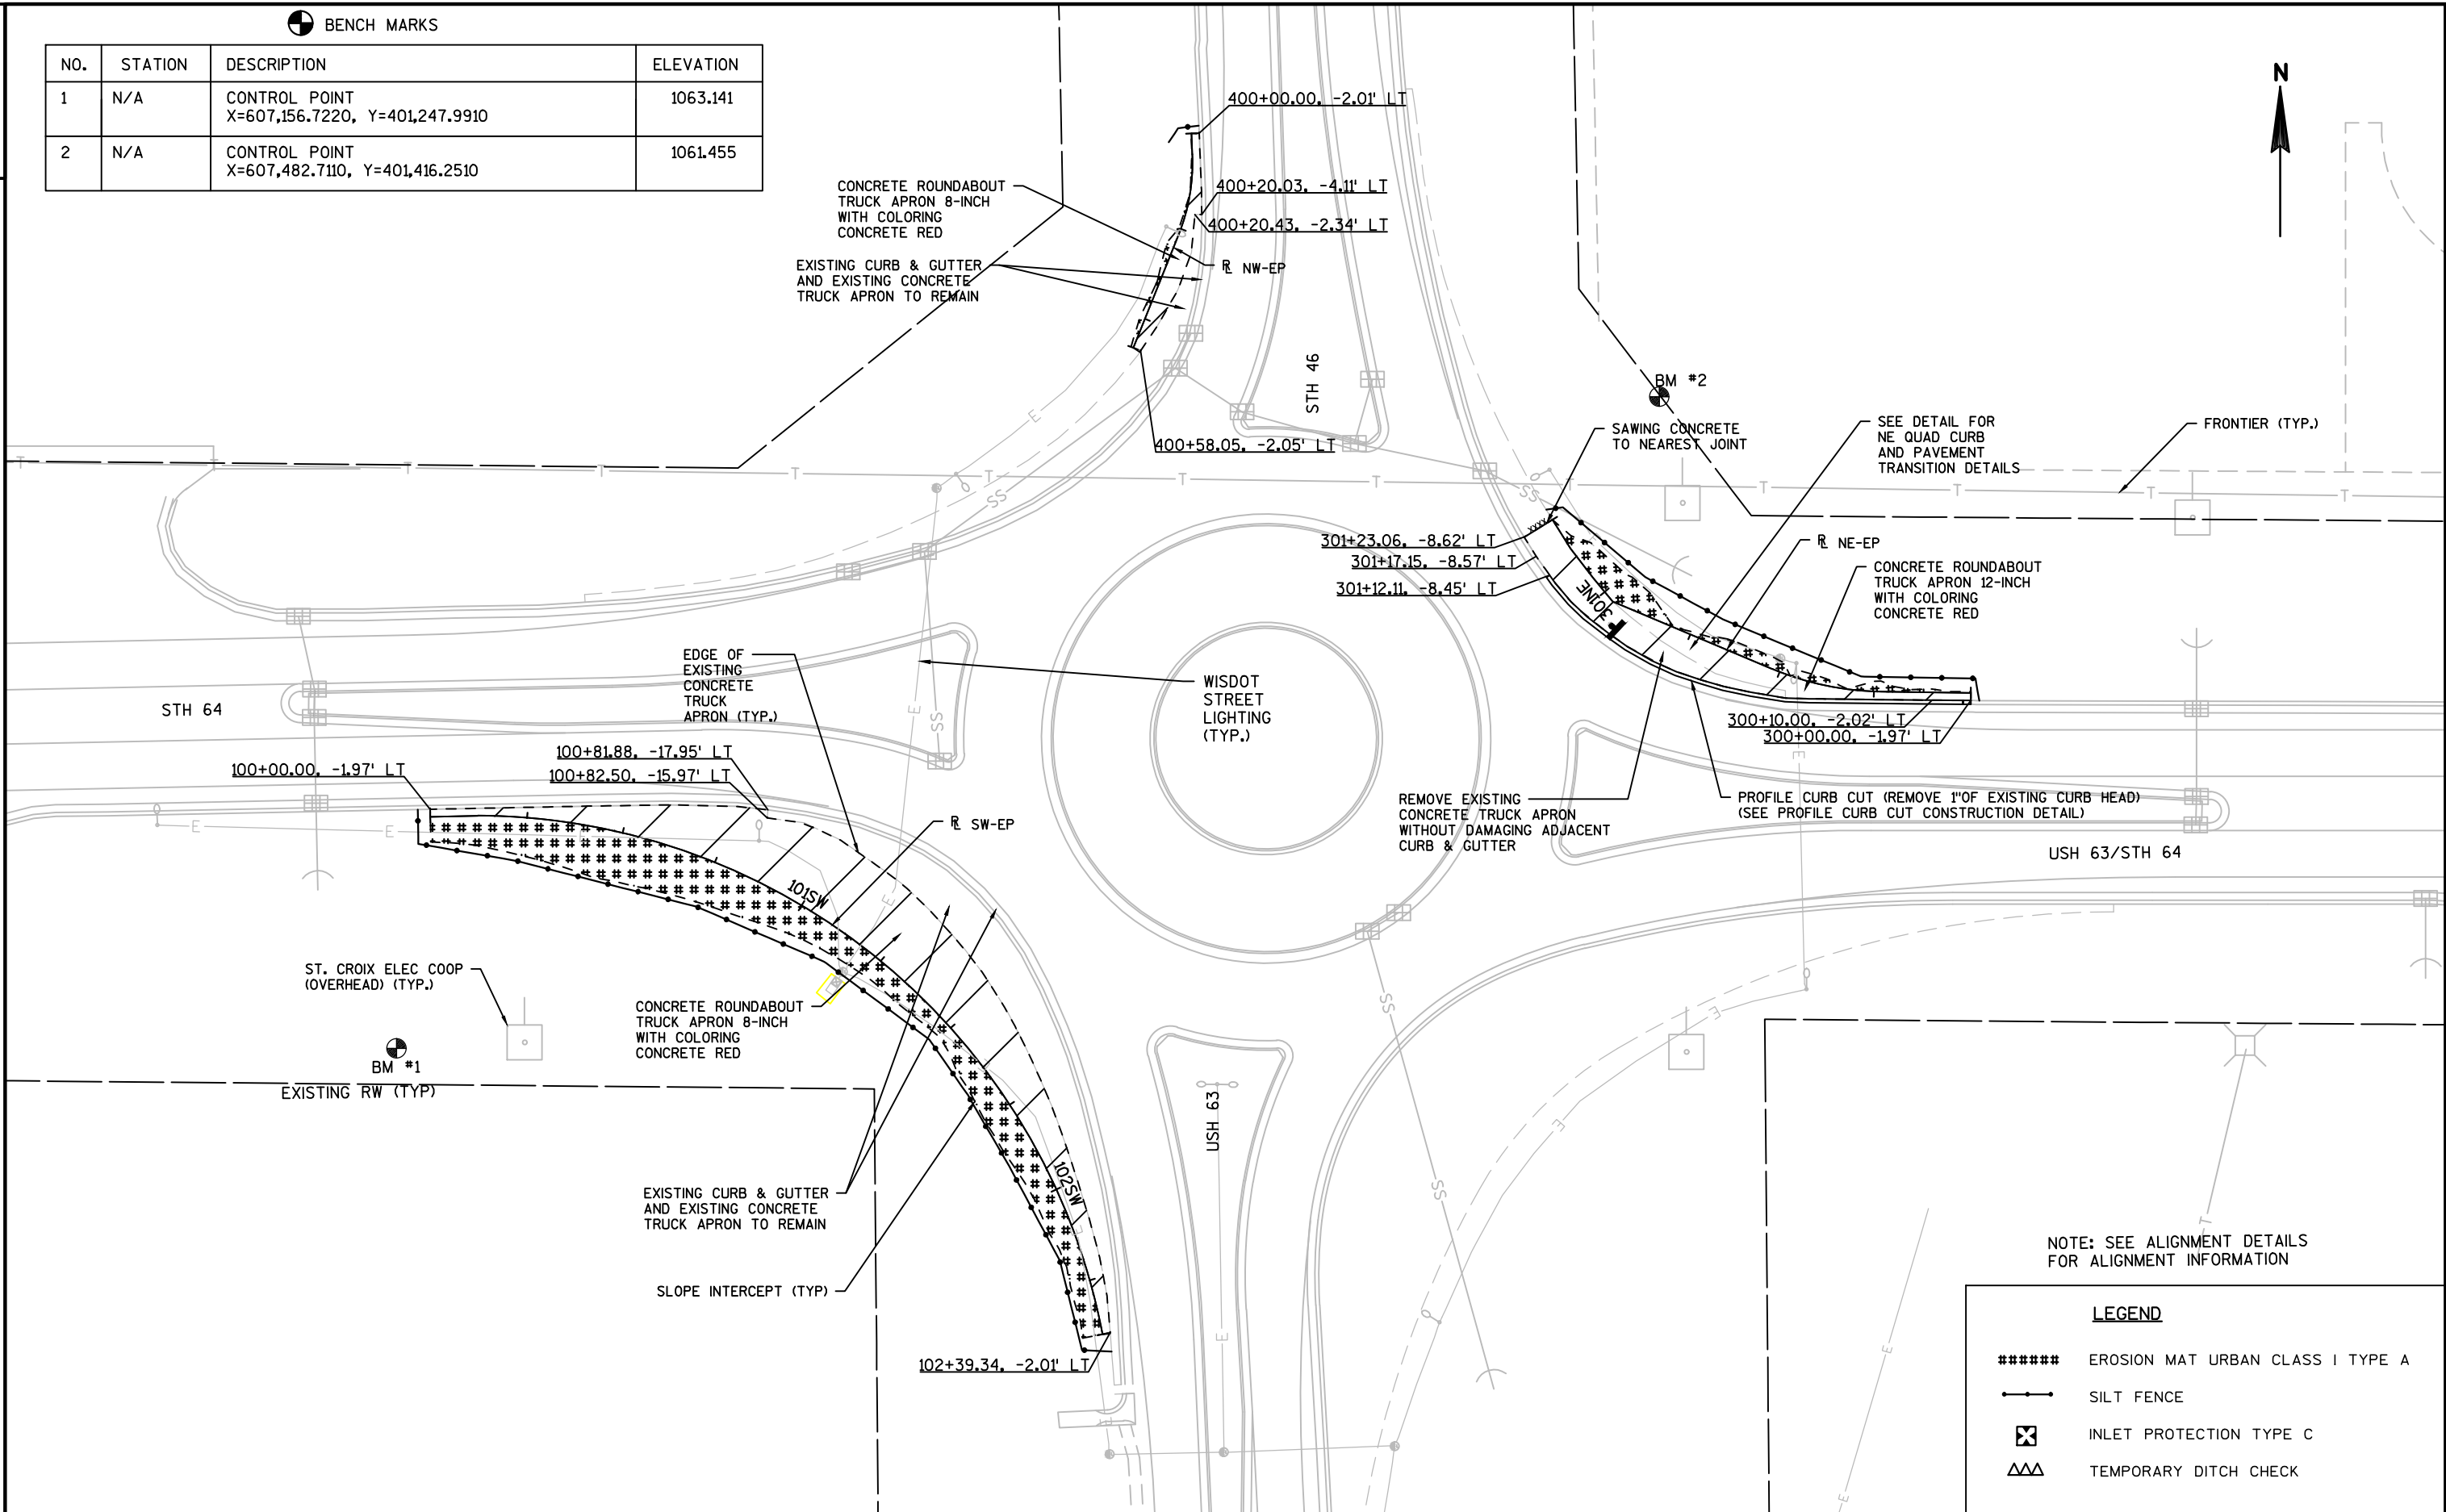 BENCH MARKS
NO. STATION DESCRIPTION ELEVATION
1 N/A CONTROL POINT 1063.141
X=607,156.7220, Y=401,247.9910
2 N/A CONTROL POINT 1061.455
X=607,482.7110, Y=401,416.2510
N
400+00.00, -2.01' LT
CONCRETE ROUNDABOUT
TRUCK APRON 8-INCH
WITH COLORING
CONCRETE RED
400+20.03, -4.11' LT
400+20.43, -2.34' LT
EXISTING CURB & GUTTER
AND EXISTING CONCRETE
TRUCK APRON TO REMAIN
RL NW-EP
STH 46
400+58.05, -2.05' LT
BM #2
SAWING CONCRETE
TO NEAREST JOINT
SEE DETAIL FOR
NE QUAD CURB
AND PAVEMENT
TRANSITION DETAILS
FRONTIER (TYP.)
T T T T T T T T T T T T
E
SS
SS
301+23.06, -8.62' LT
301+17.15, -8.57' LT
301+12.11, -8.45' LT
301NE
RL NE-EP
CONCRETE ROUNDABOUT
TRUCK APRON 12-INCH
WITH COLORING
CONCRETE RED
EDGE OF
EXISTING
CONCRETE
TRUCK
APRON (TYP.)
WISDOT
STREET
LIGHTING
(TYP.)
STH 64
E
SS
300+10.00, -2.02' LT
300+00.00, -1.97' LT
100+81.88, -17.95' LT
100+82.50, -15.97' LT
100+00.00, -1.97' LT
E
REMOVE EXISTING
CONCRETE TRUCK APRON
WITHOUT DAMAGING ADJACENT
CURB & GUTTER
PROFILE CURB CUT (REMOVE 1"OF EXISTING CURB HEAD)
(SEE PROFILE CURB CUT CONSTRUCTION DETAIL)
RL SW-EP
E E E
USH 63/STH 64
101SW
E
ST. CROIX ELEC COOP
(OVERHEAD) (TYP.)
CONCRETE ROUNDABOUT
TRUCK APRON 8-INCH
WITH COLORING
CONCRETE RED
SS
E
BM #1
EXISTING RW (TYP)
USH 63
E
102SW
SS
EXISTING CURB & GUTTER
AND EXISTING CONCRETE
TRUCK APRON TO REMAIN
E
T
NOTE: SEE ALIGNMENT DETAILS
FOR ALIGNMENT INFORMATION
SLOPE INTERCEPT (TYP)
LEGEND
E
E
102+39.34, -2.01' LT
EROSION MAT URBAN CLASS I TYPE A
SILT FENCE
E
INLET PROTECTION TYPE C
TEMPORARY DITCH CHECK
E